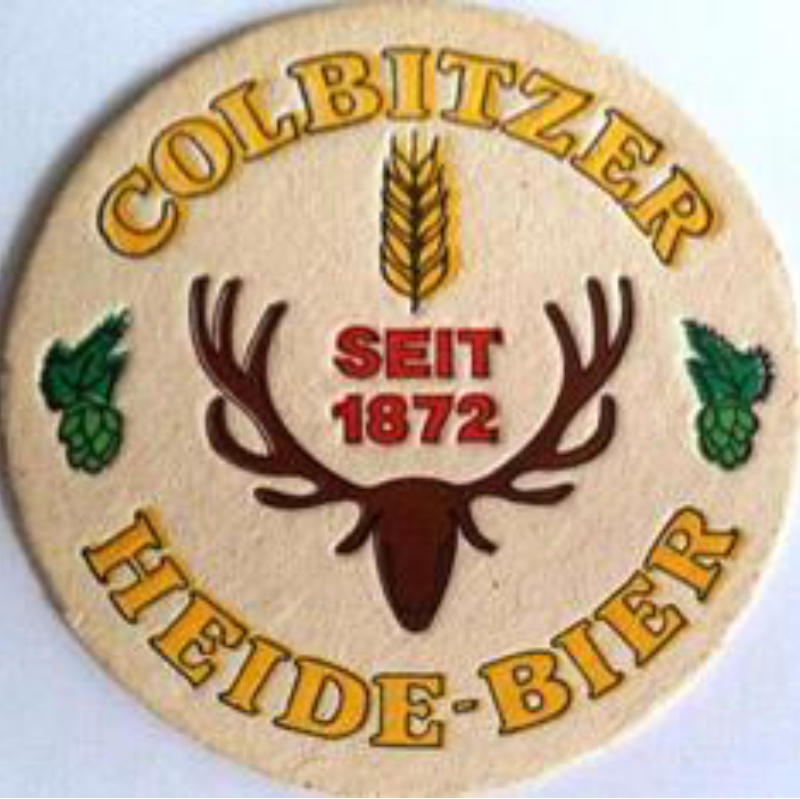 COLBITZER
SEIT
1872
HEIDE-BIER